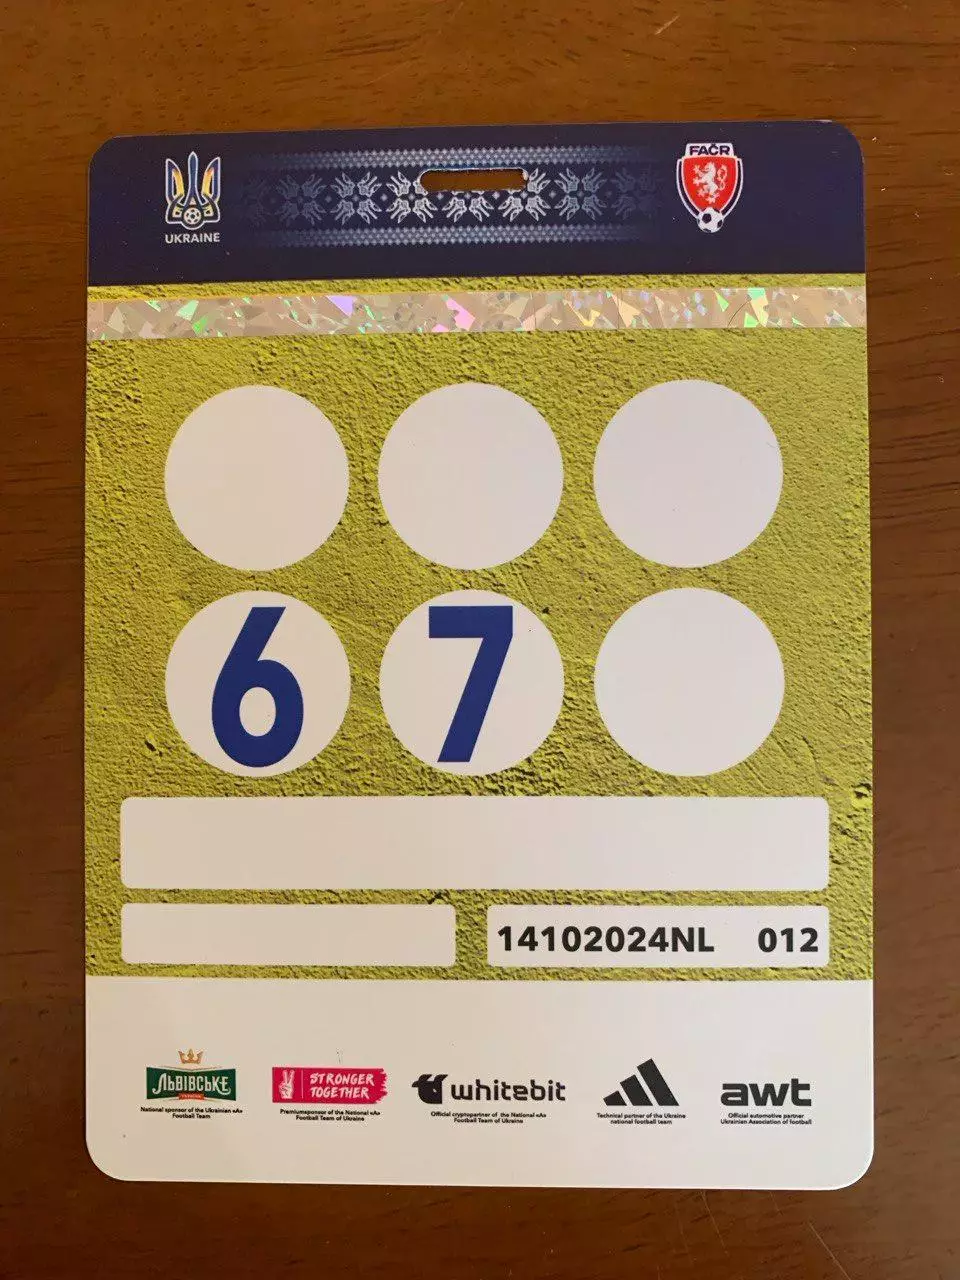 UKRAINE
FAČR
6 7
14102024NL 012
ЛЬВІВСЬКЕ
УКРАЇНА
National sponsor of the Ukrainian «A»
Football Team
STRONGER
TOGETHER
Premiumsponsor of the National «A»
Football Team of Ukraine
whitebit
Official cryptopartner of the National «A»
Football Team of Ukraine
Technical partner of the Ukraine
national football team
awt
Official automotive partner
Ukrainian Association of football